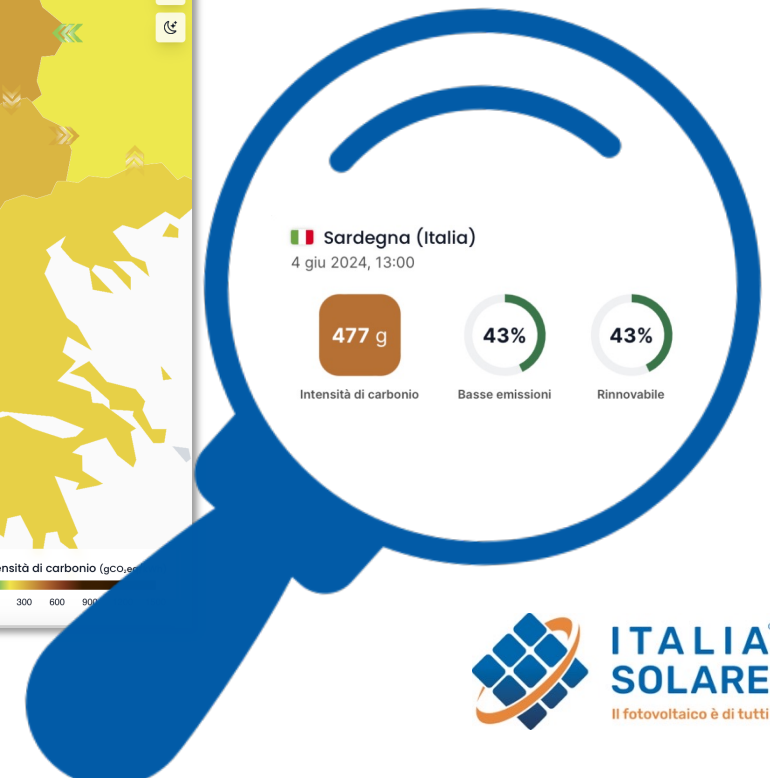 Sardegna (Italia)
4 giu 2024, 13:00
477 g
43%
43%
Intensità di carbonio
Basse emissioni
Rinnovabile
nsità di carbonio (gCO₂e
300 600 900
ITALIA
SOLARE
Il fotovoltaico è di tutti